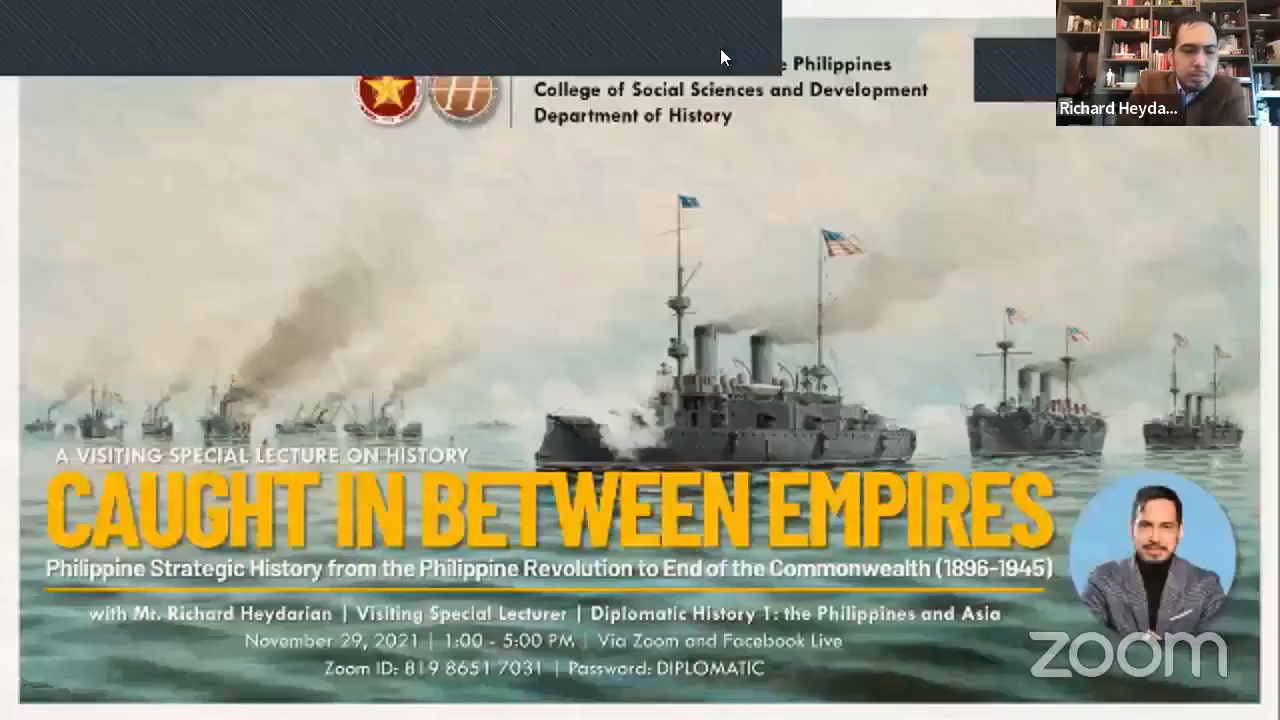 e Philippines
College of Social Sciences and Development
Department of History
Richard Heyda...
A VISITING SPECIAL LECTURE ON HISTORY
CAUGHT IN BETWEEN EMPIRES
Philippine Strategic History from the Philippine Revolution to End of the Commonwealth (1896-1945)
with Mr. Richard Heydarian | Visiting Special Lecturer | Diplomatic History 1: the Philippines and Asia
November 29, 2021 | 1:00 - 5:00 PM | Via Zoom and Facebook Live
Zoom ID: 819 8651 7031 | Password: DIPLOMATIC
zoom